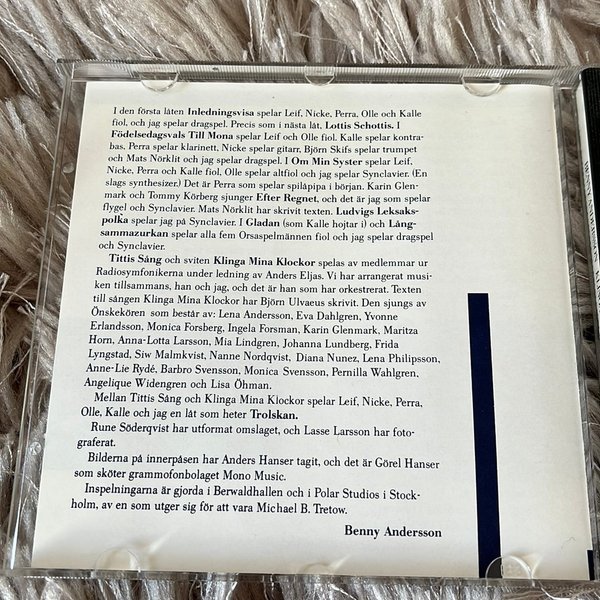 I den första låten Inledningsvisa spelar Leif, Nicke, Perra, Olle och Kalle
fiol, och jag spelar dragspel. Precis som i nästa låt, Lottis Schottis. I
Födelsedagsvals Till Mona spelar Leif och Olle fiol. Kalle spelar kontra-
bas, Perra spelar klarinett, Nicke spelar gitarr, Björn Skifs spelar trumpet
och Mats Nörklit och jag spelar dragspel. I Om Min Syster spelar Leif,
Nicke, Perra och Kalle fiol, Olle spelar altfiol och jag spelar Synclavier. (En
slags synthesizer.) Det är Perra som spelar spilåpipa i början. Karin Glen-
mark och Tommy Körberg sjunger Efter Regnet, och det är jag som spelar
flygel och Synclavier. Mats Nörklit har skrivit texten. Ludvigs Leksaks-
polka spelar jag på Synclavier. I Gladan (som Kalle hojtar i) och Lång-
sammazurkan spelar alla fem Orsaspelmännen fiol och jag spelar dragspel
och Synclavier.
Tittis Sång och sviten Klinga Mina Klockor spelas av medlemmar ur
Radiosymfonikerna under ledning av Anders Eljas. Vi har arrangerat musi-
ken tillsammans, han och jag, och det är han som har orkestrerat. Texten
till sången Klinga Mina Klockor har Björn Ulvaeus skrivit. Den sjungs av
Önskekören som består av: Lena Andersson, Eva Dahlgren, Yvonne
Erlandsson, Monica Forsberg, Ingela Forsman, Karin Glenmark, Maritza
Horn, Anna-Lotta Larsson, Mia Lindgren, Johanna Lundberg, Frida
Lyngstad, Siw Malmkvist, Nanne Nordqvist, Diana Nunez, Lena Philipsson,
Anne-Lie Rydé, Barbro Svensson, Monica Svensson, Pernilla Wahlgren,
Angelique Widengren och Lisa Öhman.
Mellan Tittis Sång och Klinga Mina Klockor spelar Leif, Nicke, Perra,
Olle, Kalle och jag en låt som heter Trolskan.
Rune Söderqvist har utformat omslaget, och Lasse Larsson har foto-
graferat.
Bilderna på innerpåsen har Anders Hanser tagit, och det är Görel Hanser
som sköter grammofonbolaget Mono Music.
Inspelningarna är gjorda i Berwaldhallen och i Polar Studios i Stock-
holm, av en som utger sig för att vara Michael B. Tretow.
Benny Andersson